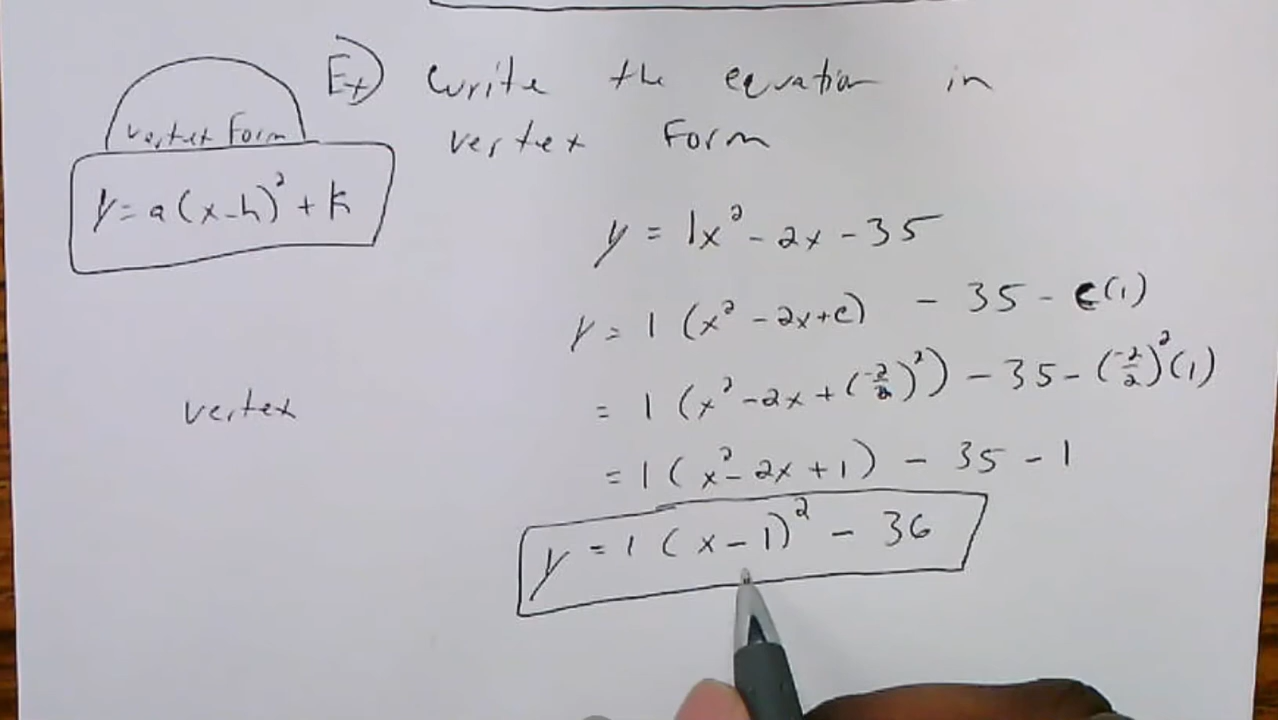 Ex) write the equation in
vertex Form
vertex Form
y = a(x-h)² + k
y = 1x² - 2x - 35
y = 1 (x² - 2x + c) - 35 - c(1)
= 1 (x² - 2x + (-2/2)²) - 35 - (-2/2)²(1)
= 1 (x² - 2x + 1) - 35 - 1
y = 1 (x - 1)² - 36
vertex